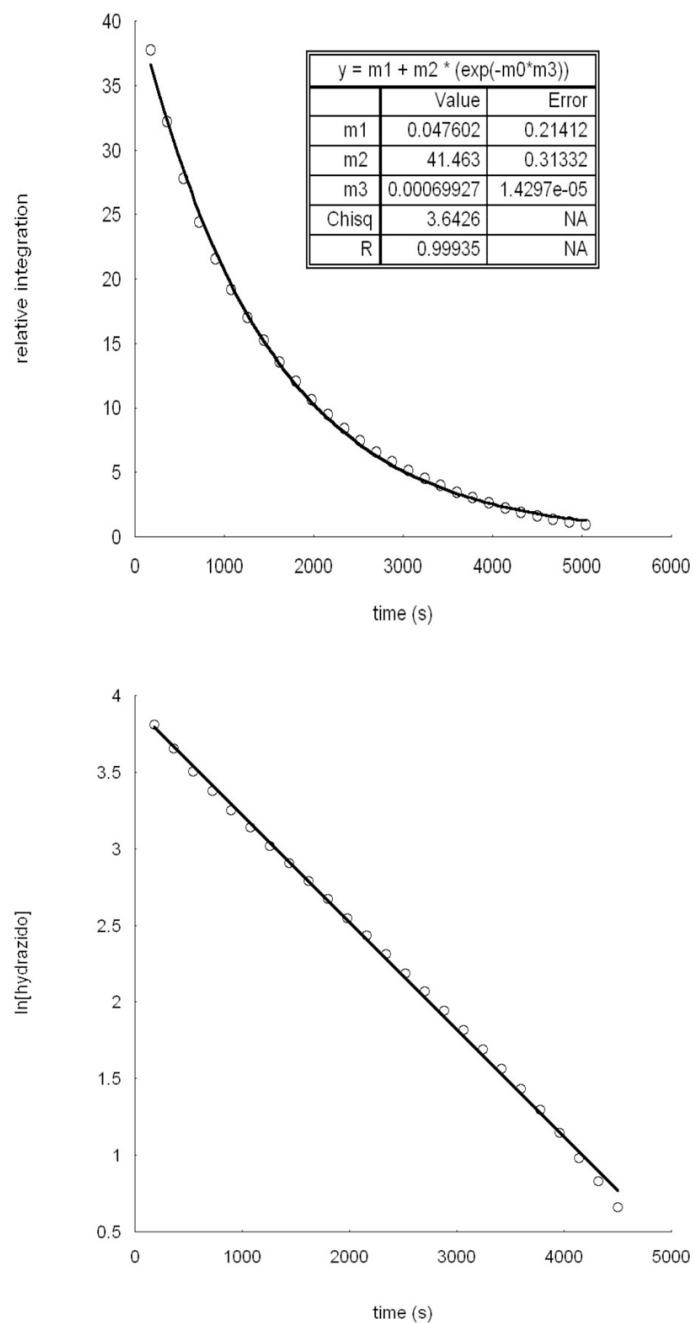 40
35
30
25
20
15
10
5
0
relative integration
y = m1 + m2 * (exp(-m0*m3))
Value Error
m1 0.047602 0.21412
m2 41.463 0.31332
m3 0.00069927 1.4297e-05
Chisq 3.6426 NA
R 0.99935 NA
0 1000 2000 3000 4000 5000 6000
time (s)
4
3.5
3
2.5
2
1.5
1
0.5
ln[hydrazido]
0 1000 2000 3000 4000 5000
time (s)